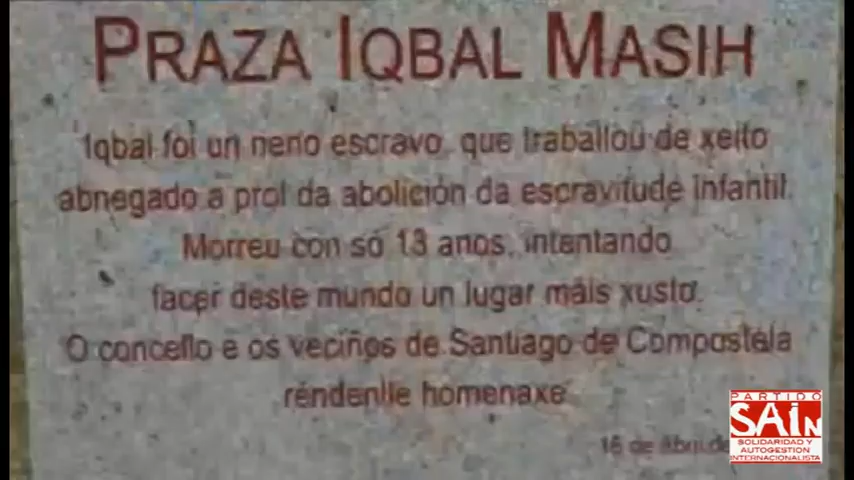 PRAZA IQBAL MASIH
Iqbal foi un neno escravo, que traballou de xeito
abnegado a prol da abolición da escravitude infantil.
Morreu con só 13 anos, intentando
facer deste mundo un lugar máis xusto.
O concello e os veciños de Santiago de Compostela
réndenlle homenaxe
16 de Abril de
PARTIDO
SAIN
SOLIDARIDAD Y
AUTOGESTION
INTERNACIONALISTA